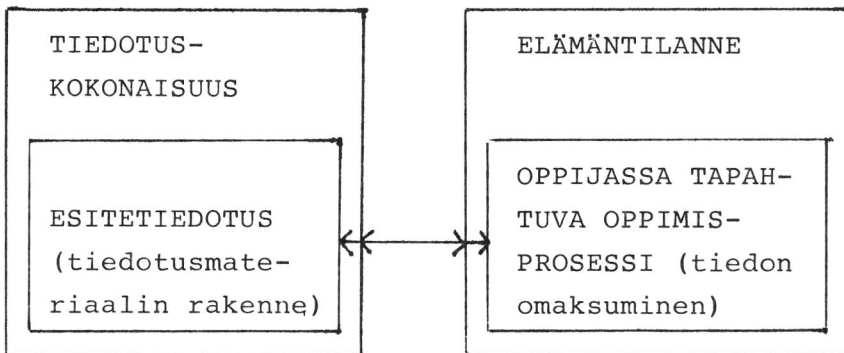 TIEDOTUS-
KOKONAISUUS
ESITETIEDOTUS
(tiedotusmate-
riaalin rakenne)
ELÄMÄNTILANNE
OPPIJASSA TAPAH-
TUVA OPPIMIS-
PROSESSI (tiedon
omaksuminen)